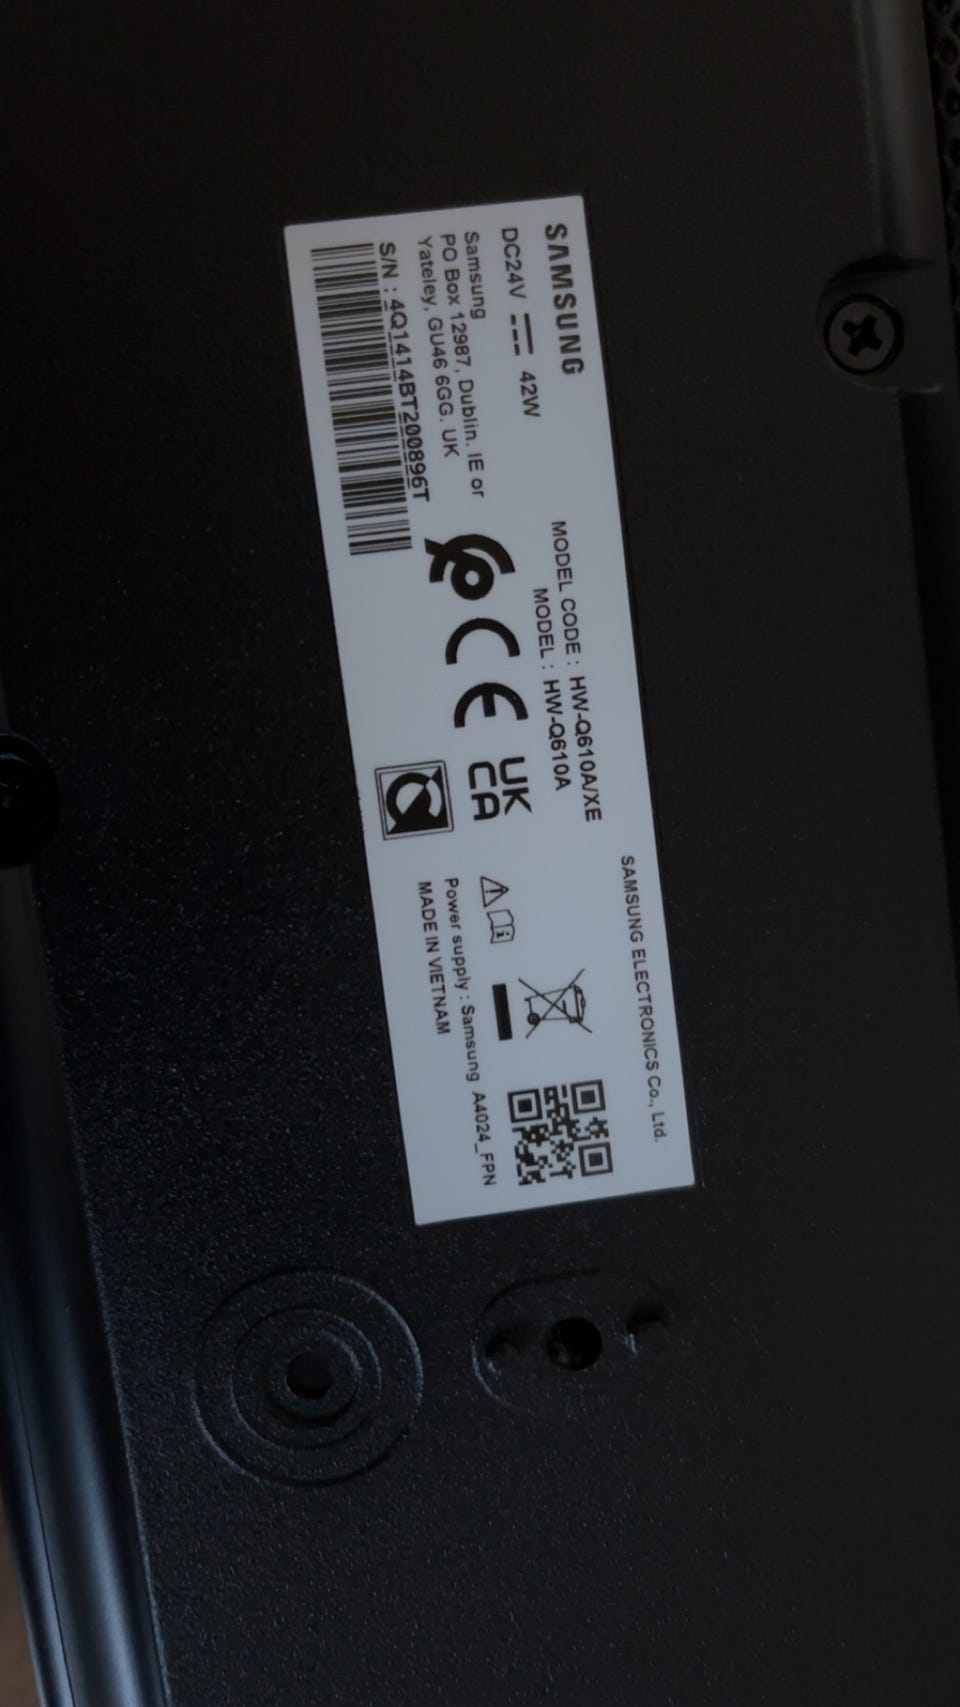 SAMSUNG
DC24V 42W
Samsung
PO Box 12987, Dublin. IE or
Yateley, GU46 6GG. UK
S/N : 4Q1414BT200896T
MODEL CODE : HW-Q610A/XE
MODEL : HW-Q610A
CE
UK
CA
SAMSUNG ELECTRONICS Co., Ltd.
Power supply : Samsung A4024_FPN
MADE IN VIETNAM